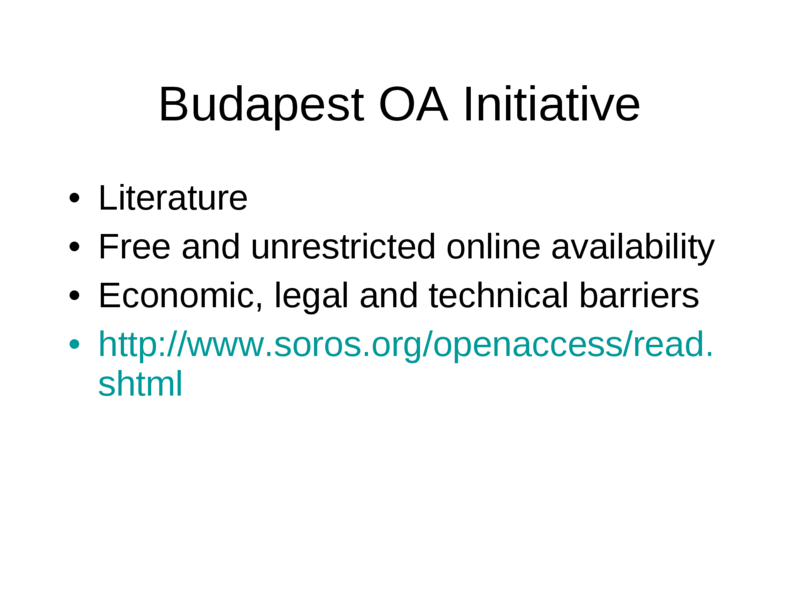 Budapest OA Initiative
• Literature
• Free and unrestricted online availability
• Economic, legal and technical barriers
• http://www.soros.org/openaccess/read.
shtml